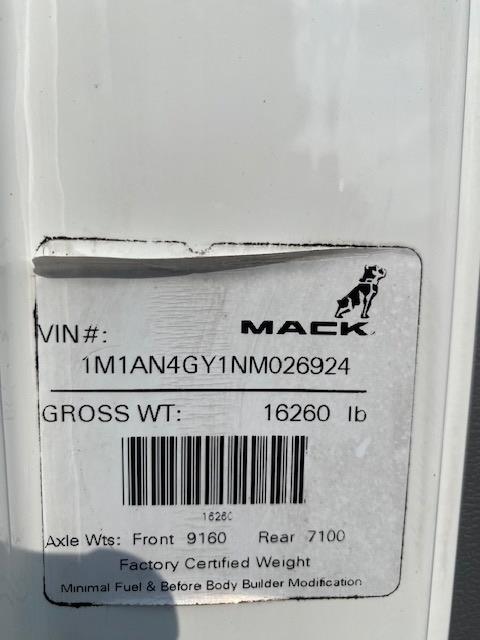 MACK
VIN#:
1M1AN4GY1NM026924
GROSS WT: 16260 lb
16260
Axle Wts: Front 9160 Rear 7100
Factory Certified Weight
Minimal Fuel & Before Body Builder Modification